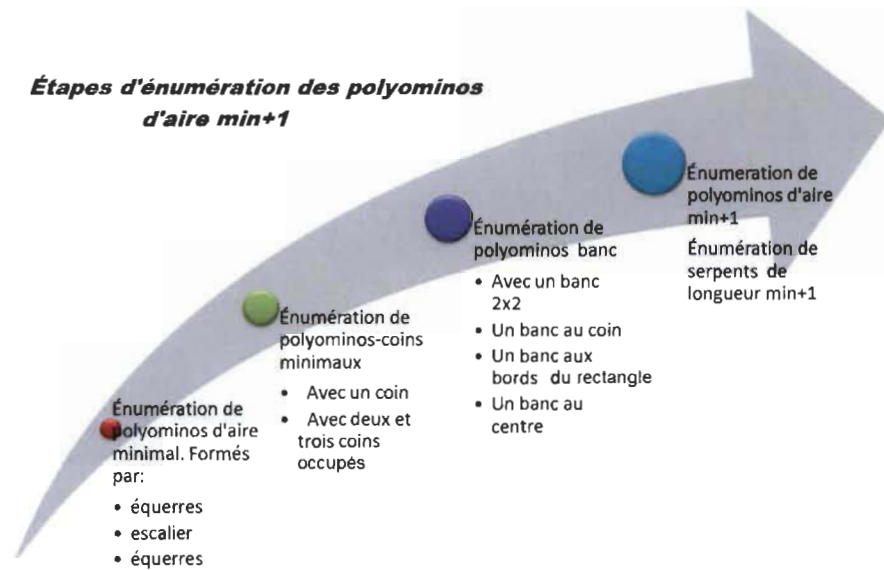 Étapes d'énumération des polyominos
d'aire min+1
Énumération de
polyominos d'aire
minimal. Formés
par:
• équerres
• escalier
• équerres
Énumération de
polyominos-coins
minimaux
• Avec un coin
• Avec deux et
trois coins
occupés
Énumération de
polyominos banc
• Avec un banc
2x2
• Un banc au coin
• Un banc aux
bords du rectangle
• Un banc au
centre
Énumeration de
polyominos d'aire
min+1
Énumération de
serpents de
longueur min+1